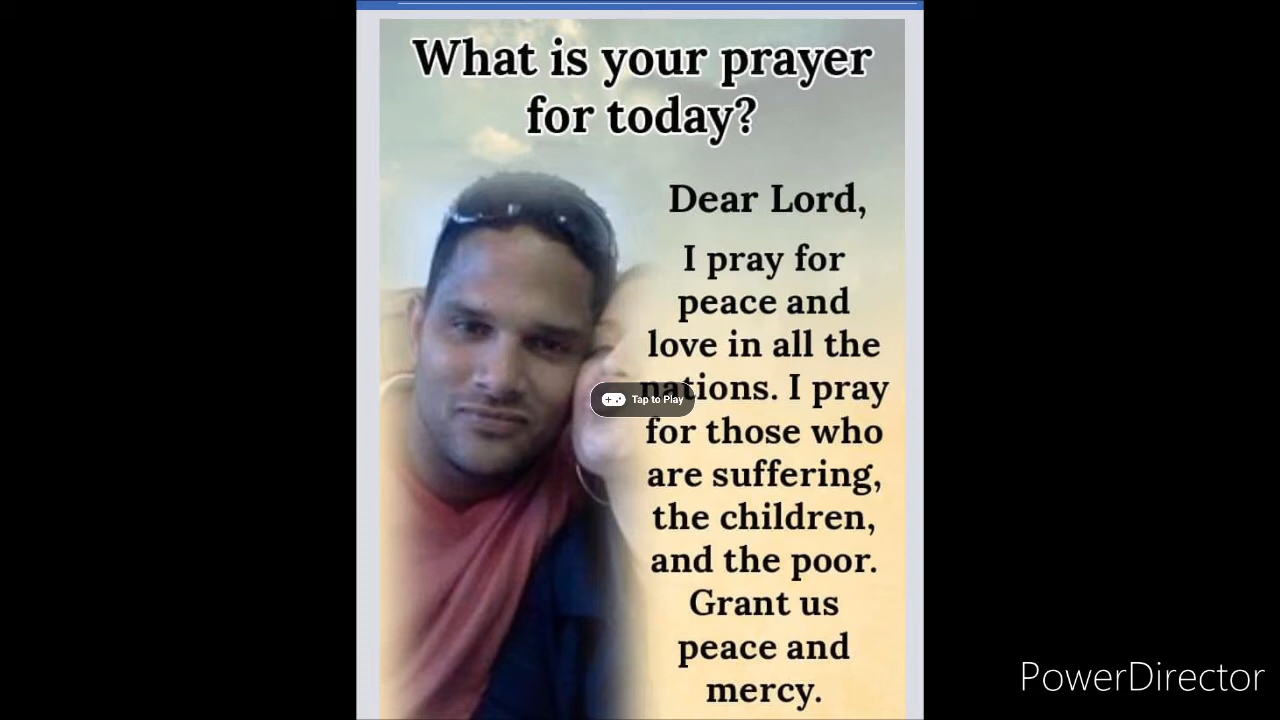 What is your prayer
for today?
Dear Lord,
I pray for
peace and
love in all the
nations. I pray
for those who
are suffering,
the children,
and the poor.
Grant us
peace and
mercy.
Tap to Play
PowerDirector